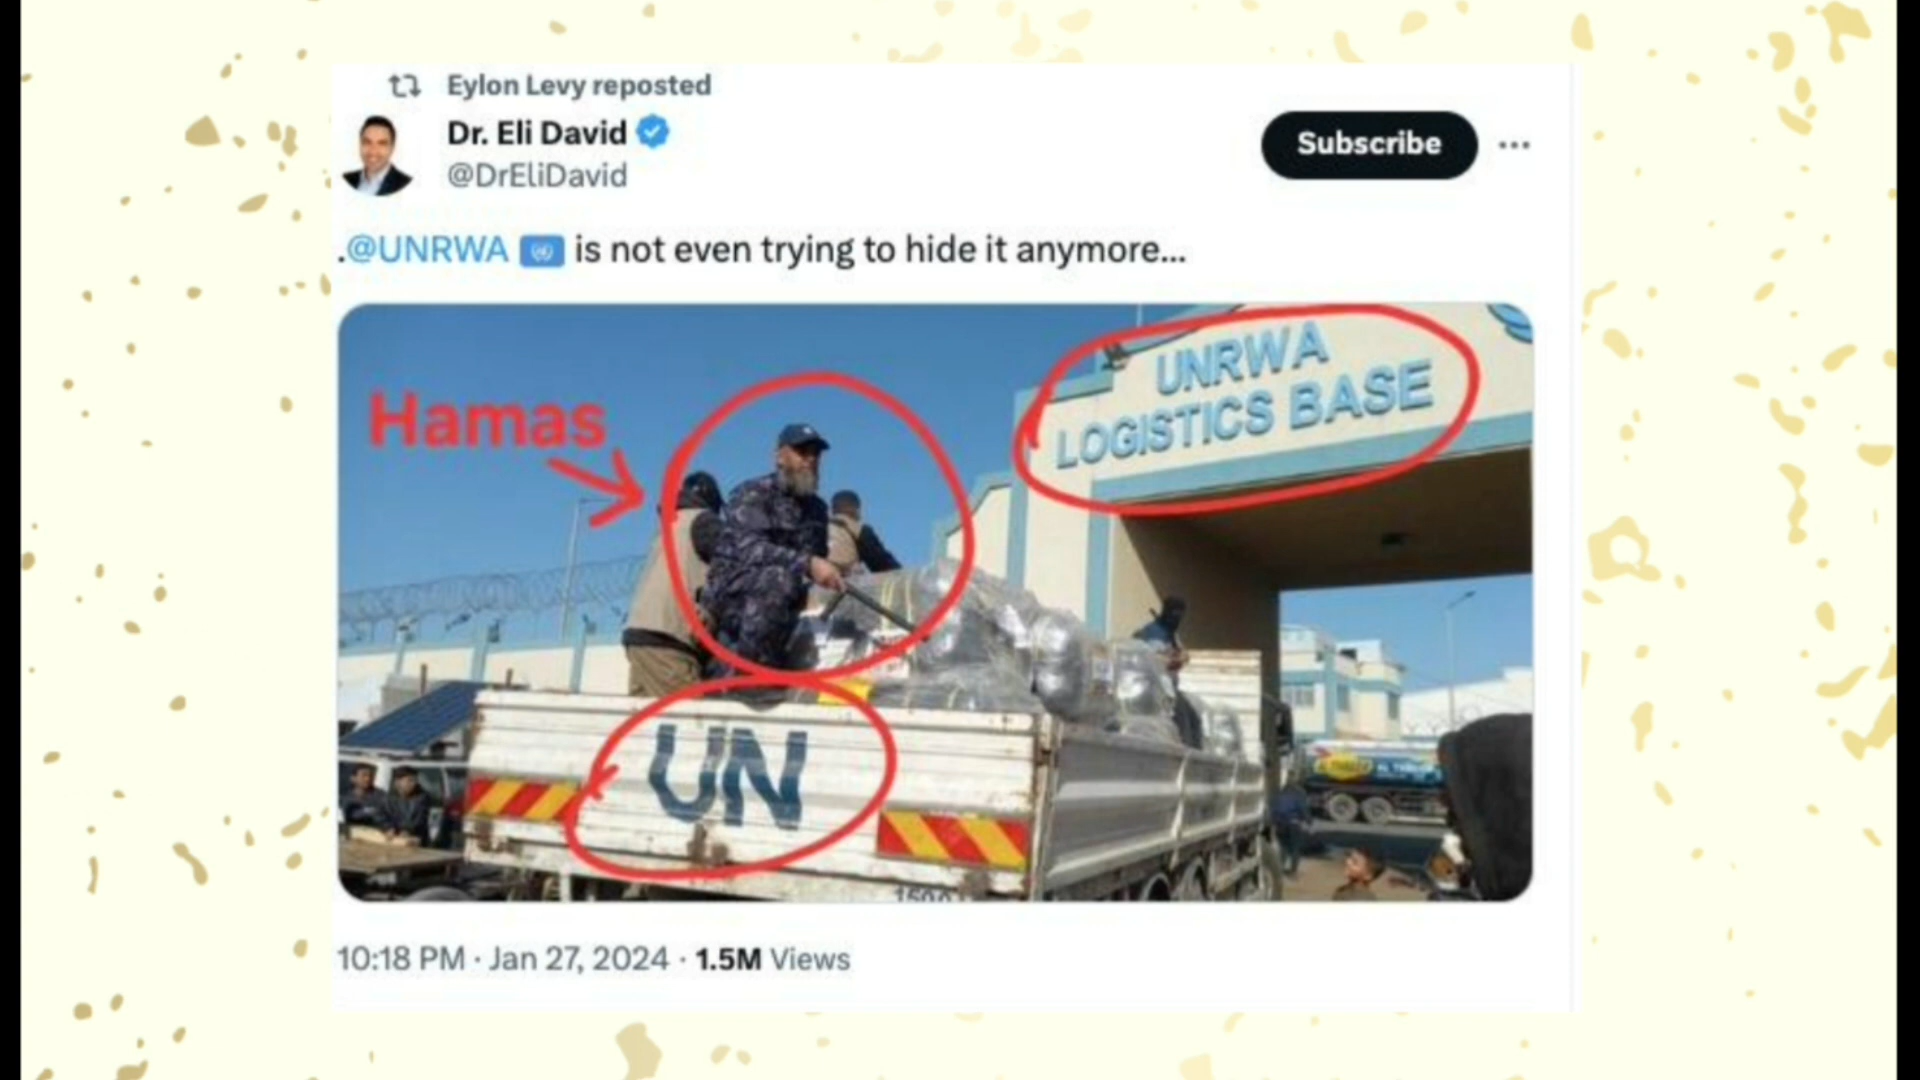 Eylon Levy reposted
Dr. Eli David
@DrEliDavid
Subscribe
.@UNRWA is not even trying to hide it anymore...
Hamas
UNRWA
LOGISTICS BASE
UN
10:18 PM · Jan 27, 2024 · 1.5M Views